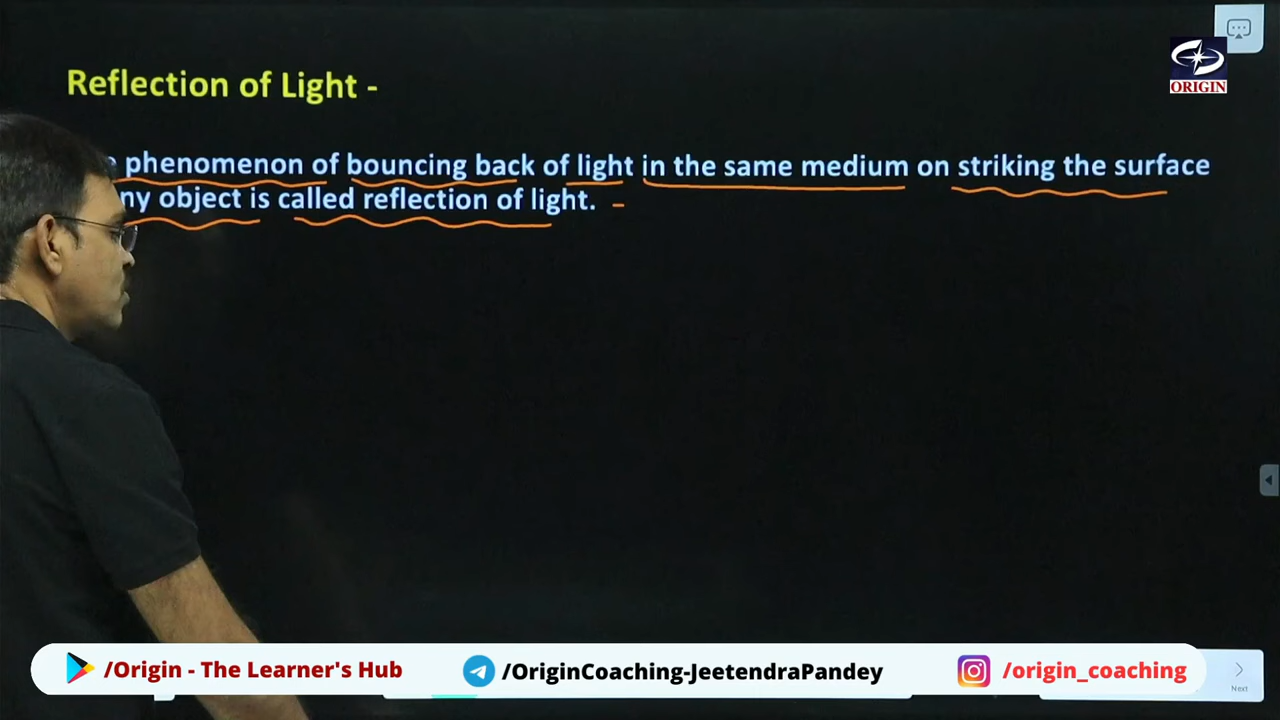 Reflection of Light -
phenomenon of bouncing back of light in the same medium on striking the surface
object is called reflection of light.
ORIGIN
/Origin - The Learner's Hub
/OriginCoaching-JeetendraPandey
/origin_coaching
Next